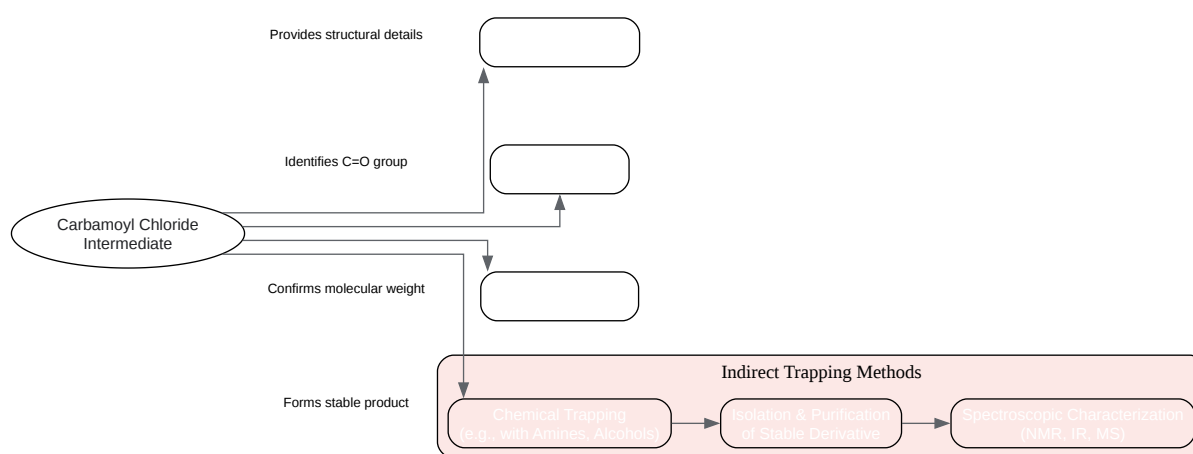 Provides structural details
Identifies C=O group
Carbamoyl Chloride
Intermediate
Confirms molecular weight
Indirect Trapping Methods
Forms stable product
Chemical Trapping
(e.g., with Amines, Alcohols)
Isolation & Purification
of Stable Derivative
Spectroscopic Characterization
(NMR, IR, MS)